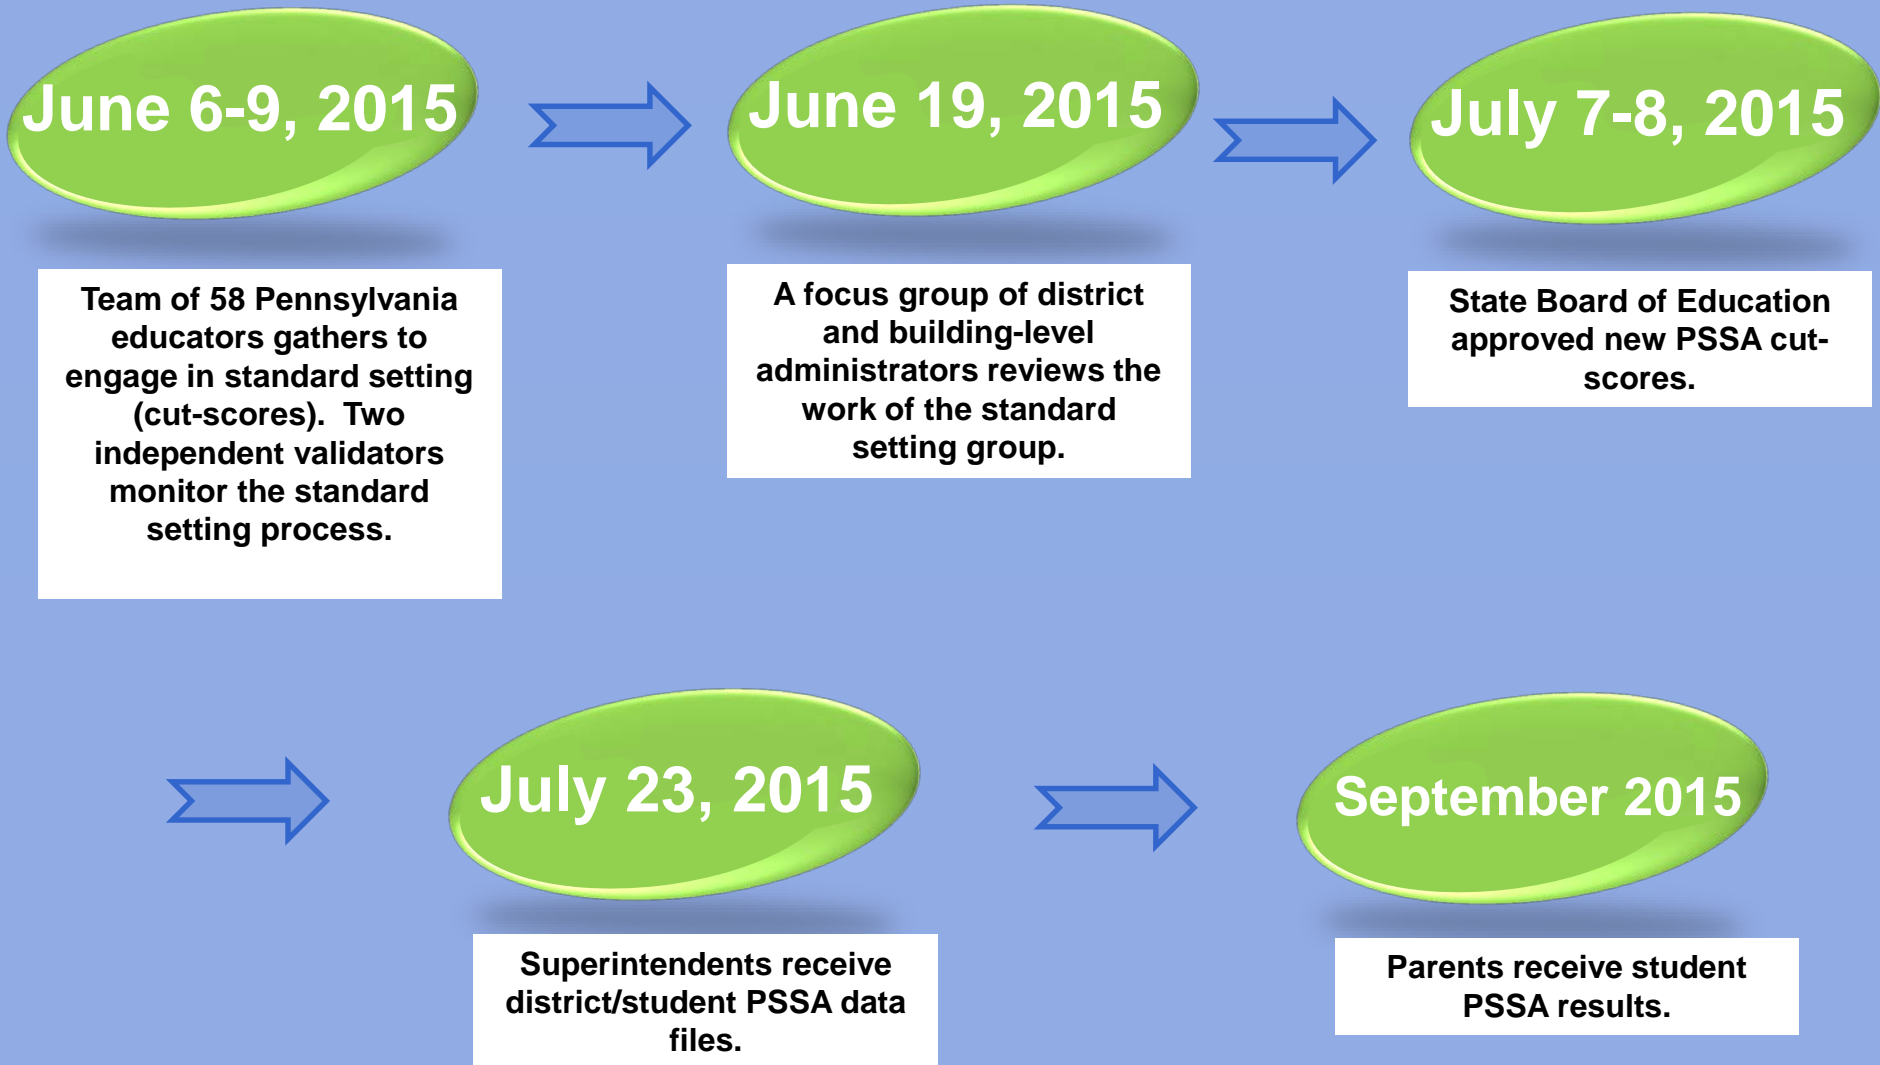 June 6-9, 2015
Team of 58 Pennsylvania
educators gathers to
engage in standard setting
(cut-scores).  Two
independent validators
monitor the standard
setting process.
June 19, 2015
A focus group of district
and building-level
administrators reviews the
work of the standard
setting group.
July 7-8, 2015
State Board of Education
approved new PSSA cut-
scores.
July 23, 2015
Superintendents receive
district/student PSSA data
files.
September 2015
Parents receive student
PSSA results.